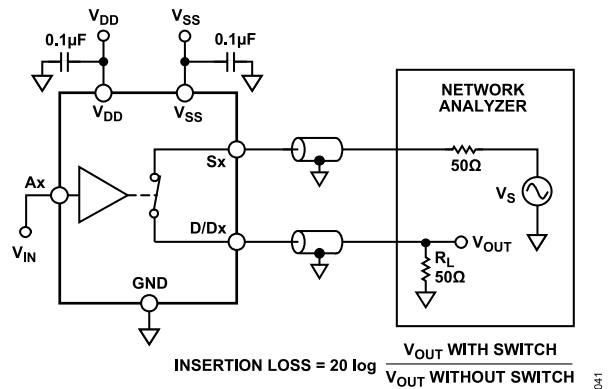 VDD
VSS
0.1µF
0.1µF
VDD
VSS
NETWORK
ANALYZER
Sx
50Ω
Ax
VS
D/Dx
VOUT
VIN
RL
50Ω
GND
INSERTION LOSS = 20 log VOUT WITH SWITCH
VOUT WITHOUT SWITCH
041